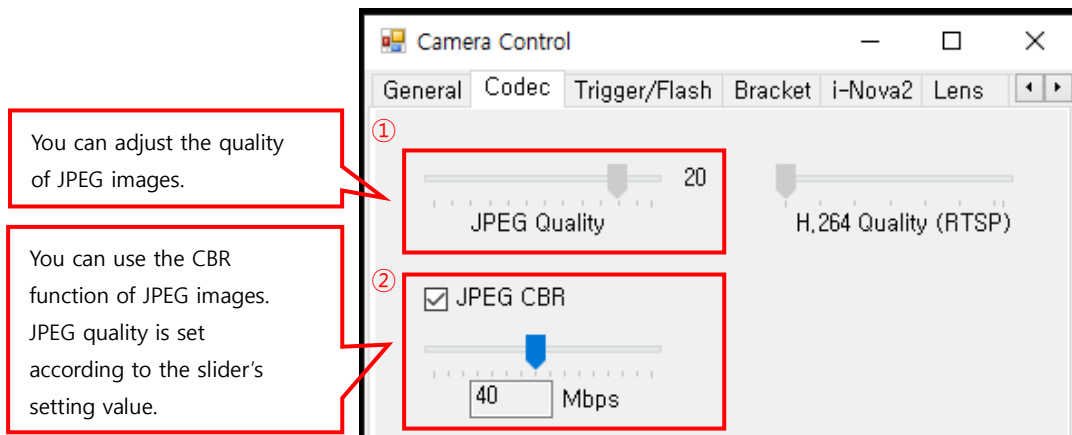 Camera Control
General Codec Trigger/Flash Bracket i-Nova2 Lens
①
You can adjust the quality
of JPEG images.
20
JPEG Quality
H.264 Quality (RTSP)
②
You can use the CBR
function of JPEG images.
JPEG quality is set
according to the slider's
setting value.
JPEG CBR
40 Mbps